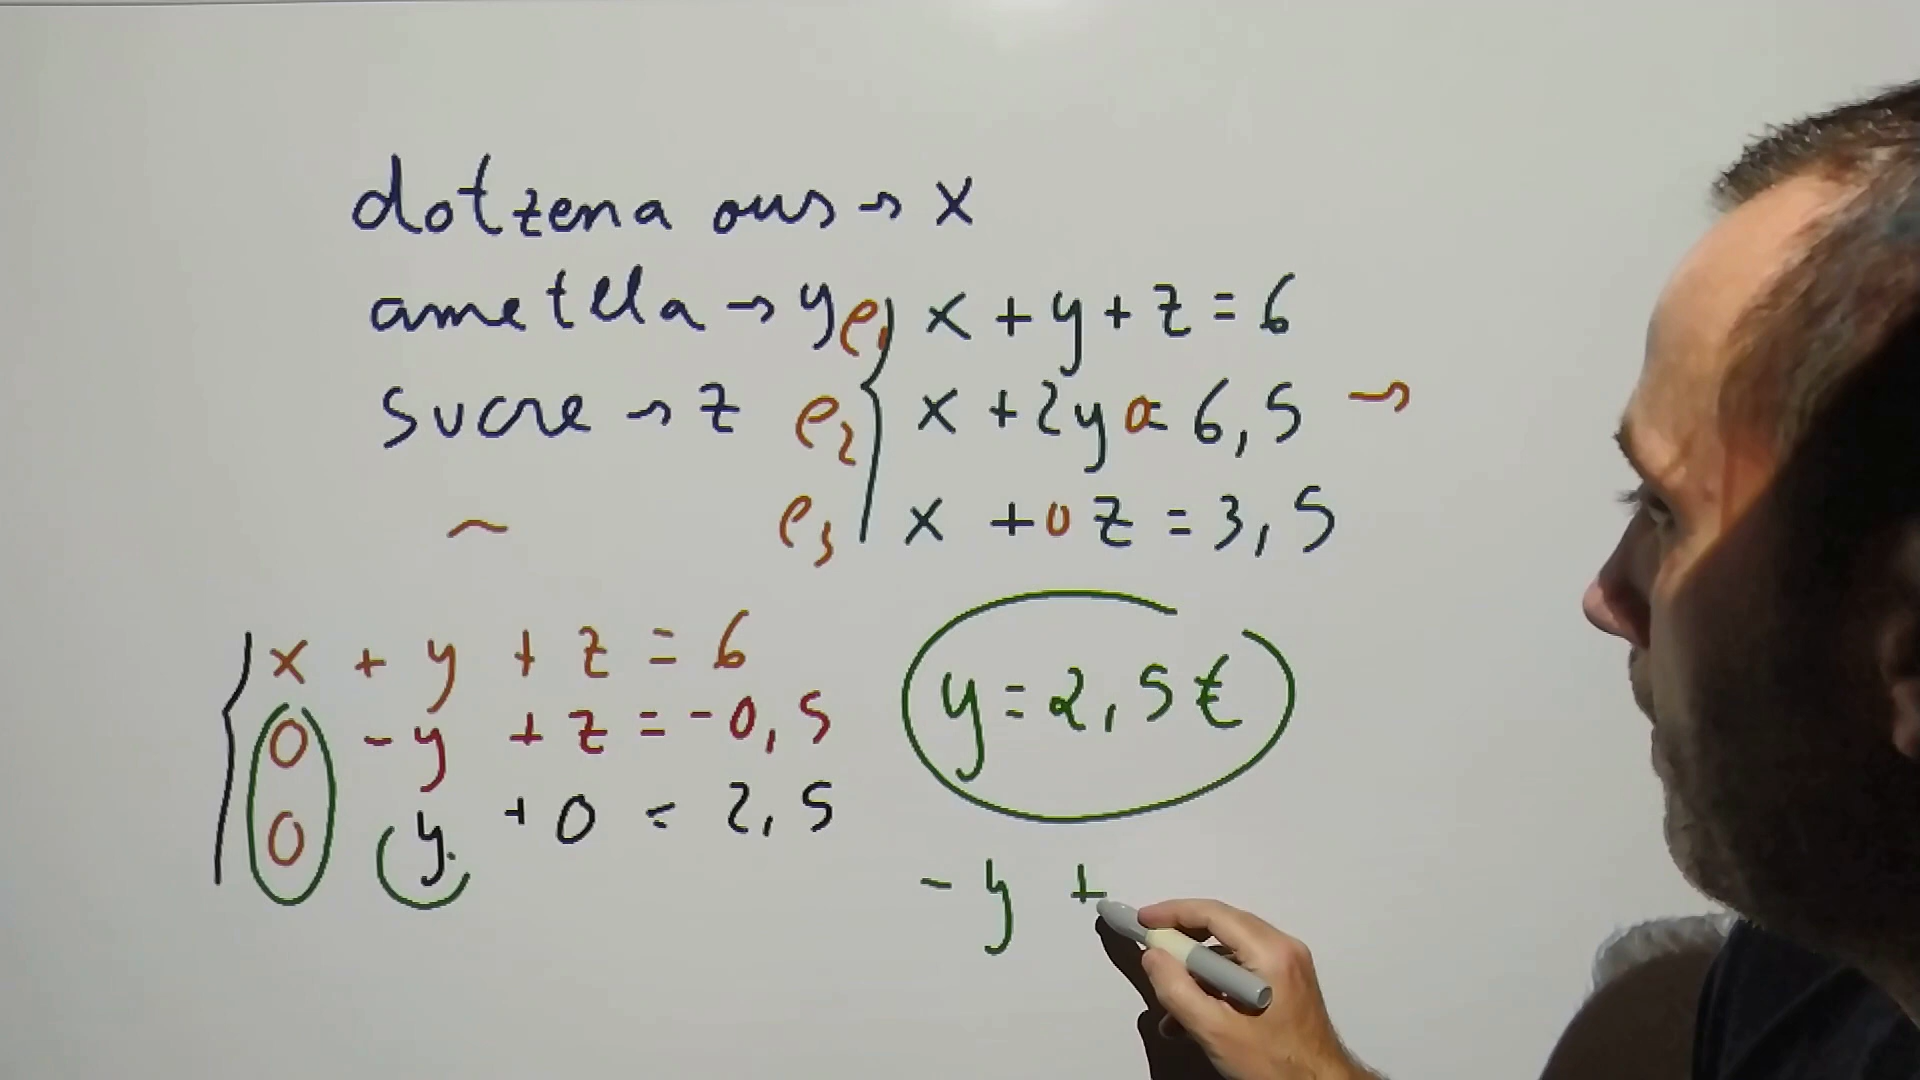 dotzena ous → x
ametlla → y
sucre → z
e1 x + y + z = 6
e2 x + 2y = 6,5 →
e3 x + 0 z = 3,5
x + y + z = 6
0 - y + z = -0,5
0 y + 0 = 2,5
y = 2,5 €
- y +